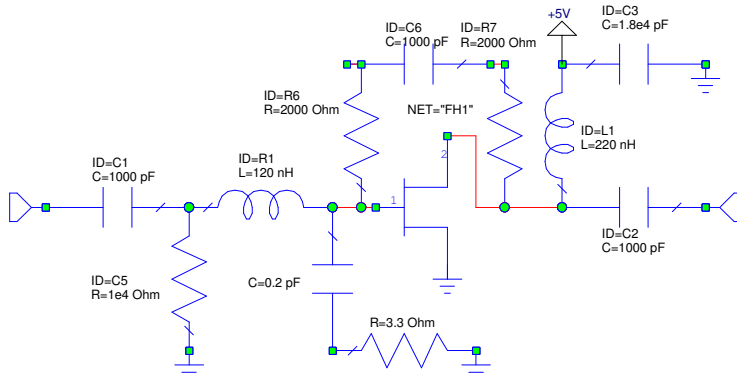 +5V
ID=C3
C=1.8e4 pF
ID=C6
C=1000 pF
ID=R7
R=2000 Ohm
ID=R6
R=2000 Ohm
NET="FH1"
ID=L1
L=220 nH
2
1
ID=C1
C=1000 pF
ID=R1
L=120 nH
ID=C2
C=1000 pF
ID=C5
R=1e4 Ohm
C=0.2 pF
R=3.3 Ohm